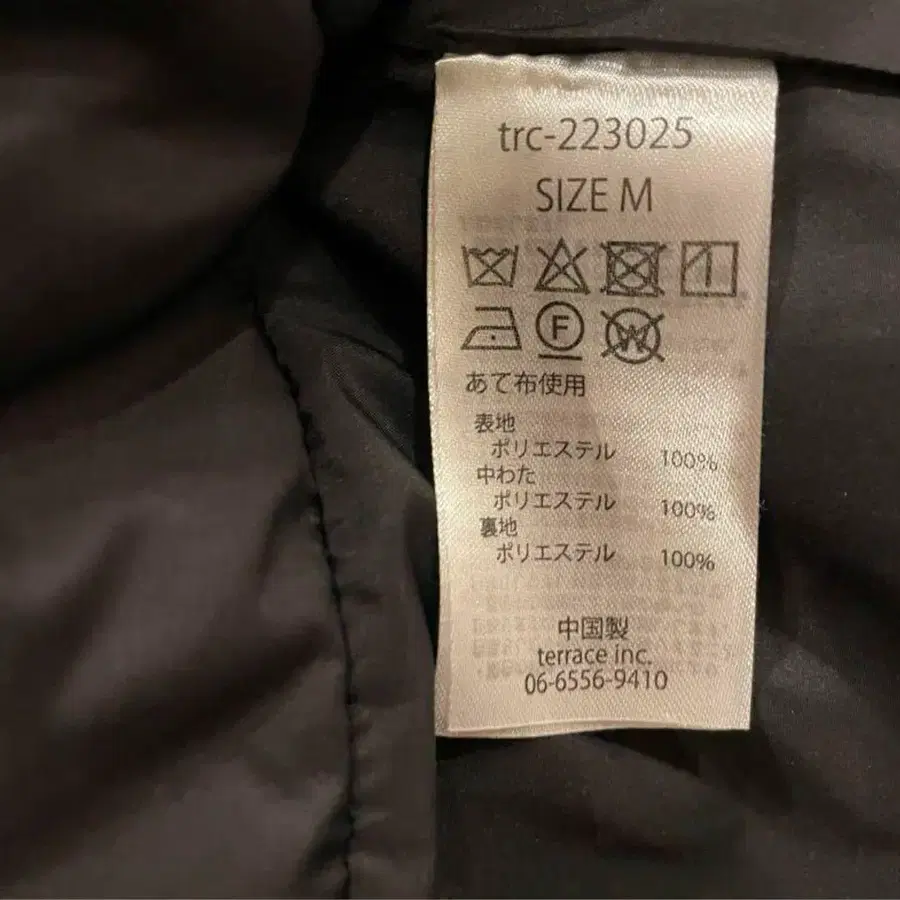 trc-223025
SIZE M
F
W
あて布使用
表地
ポリエステル 100%
中わた
ポリエステル 100%
裏地
ポリエステル 100%
中国製
terrace inc.
06-6556-9410